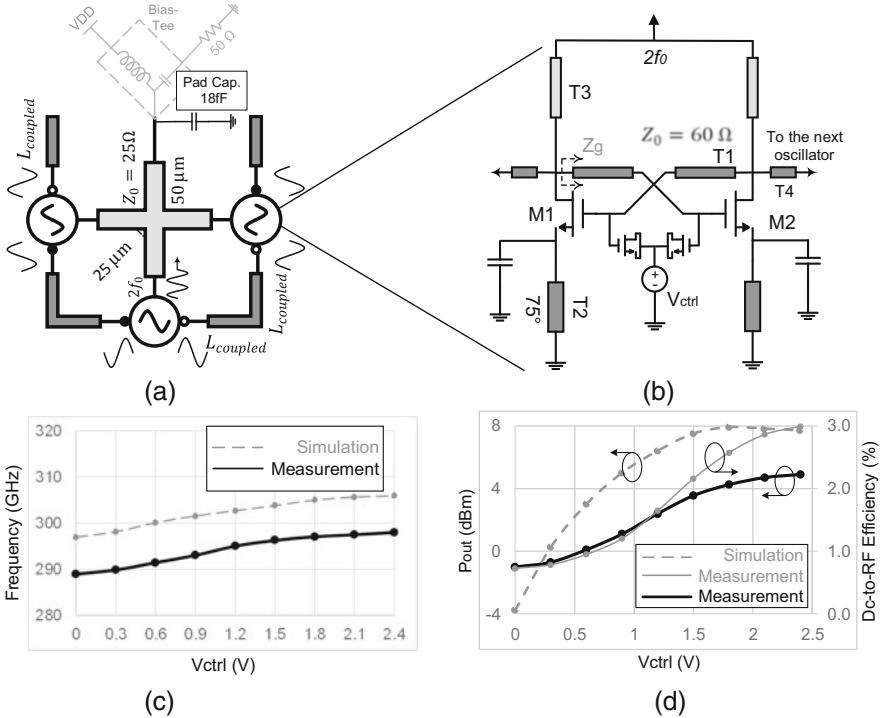 VDD
Bias-
Tee
50 Ω
Pad Cap.
18fF
L_coupled
Z_0 = 25Ω
50 μm
25 μm
2f_0
L_coupled
L_coupled
(a)
2f_0
T3
Z_0 = 60 Ω
Zg
T1
To the next
oscillator
T4
M1
M2
V_ctrl
T2
75°
(b)
Frequency (GHz)
320
310
300
290
280
Simulation
Measurement
0 0.3 0.6 0.9 1.2 1.5 1.8 2.1 2.4
Vctrl (V)
(c)
Pout (dBm)
8
4
0
-4
Simulation
Measurement
Measurement
0 0.5 1 1.5 2 2.5
Vctrl (V)
3.0
2.0
1.0
0.0
Dc-to-RF Efficiency (%)
(d)